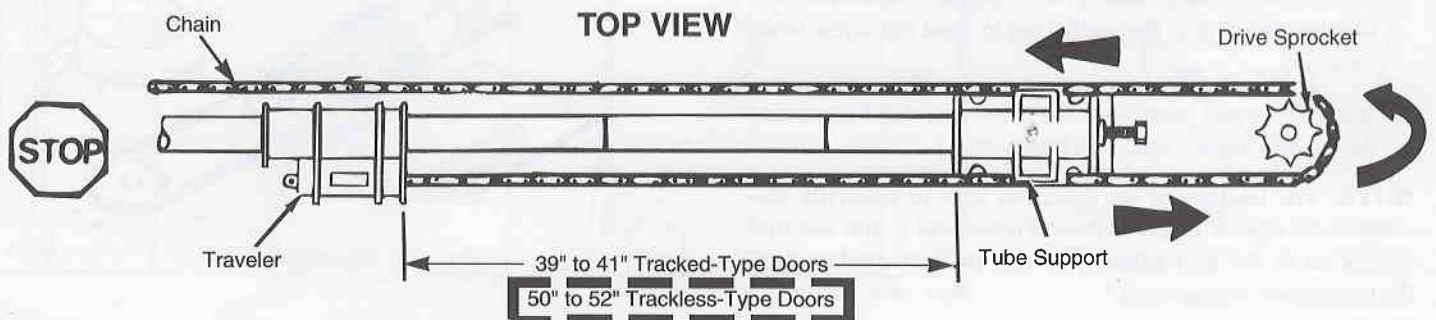 TOP VIEW
Chain
Drive Sprocket
STOP
Traveler
Tube Support
39" to 41" Tracked-Type Doors
50" to 52" Trackless-Type Doors